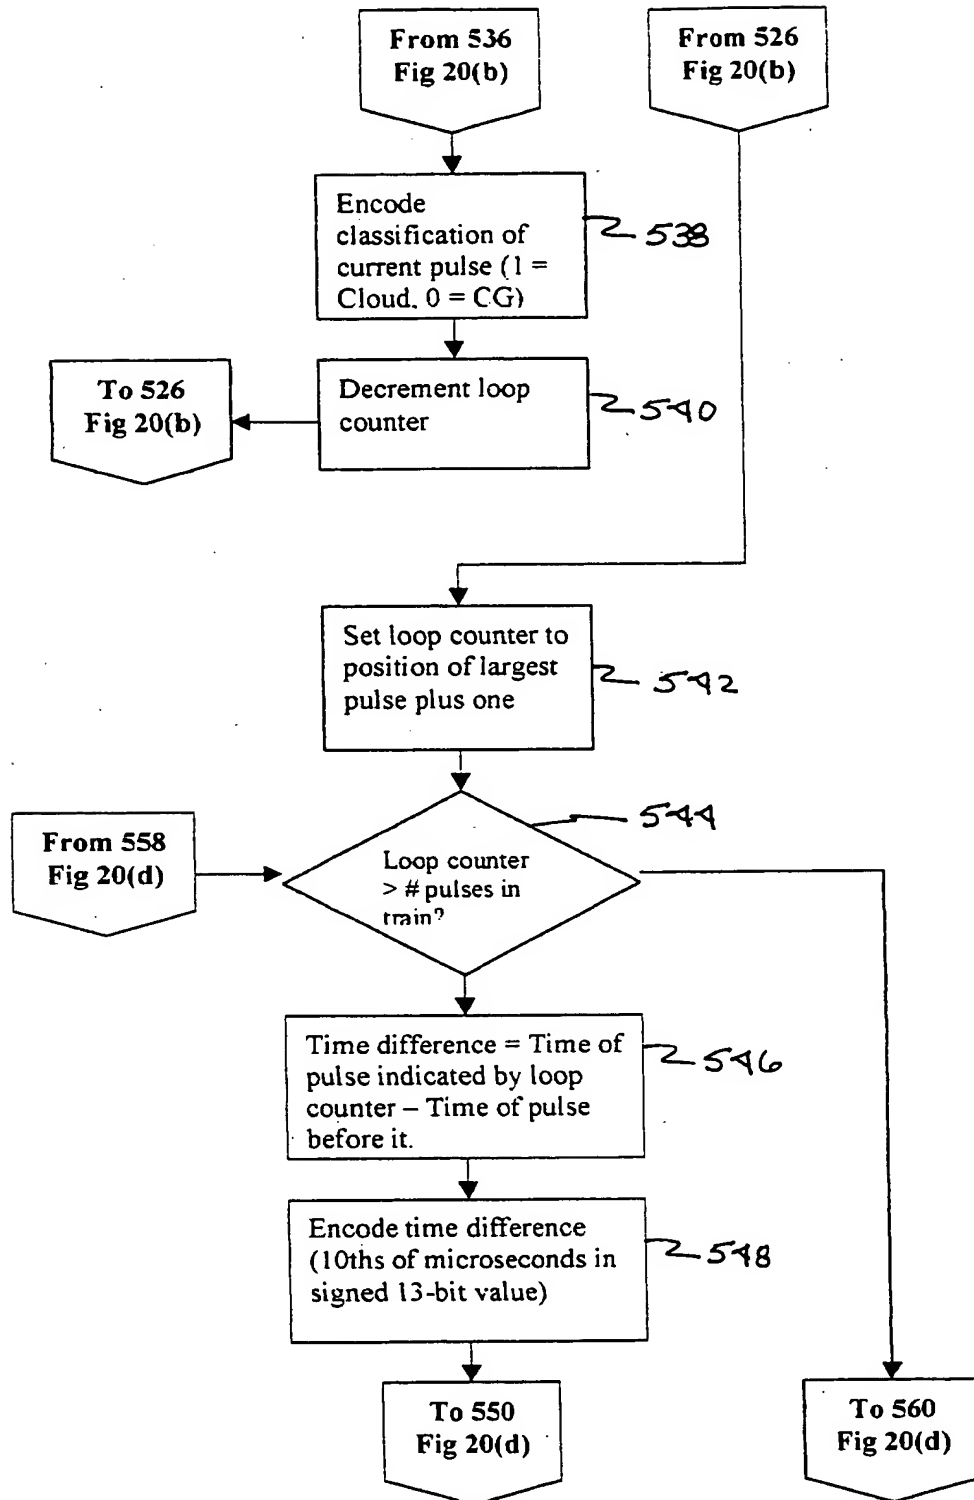 From 536
Fig 20(b)
From 526
Fig 20(b)
Encode
classification of
current pulse (1 =
Cloud, 0 = CG)
538
To 526
Fig 20(b)
Decrement loop
counter
540
Set loop counter to
position of largest
pulse plus one
542
544
From 558
Fig 20(d)
Loop counter
> # pulses in
train?
Time difference = Time of
pulse indicated by loop
counter – Time of pulse
before it.
546
Encode time difference
(10ths of microseconds in
signed 13-bit value)
548
To 550
Fig 20(d)
To 560
Fig 20(d)